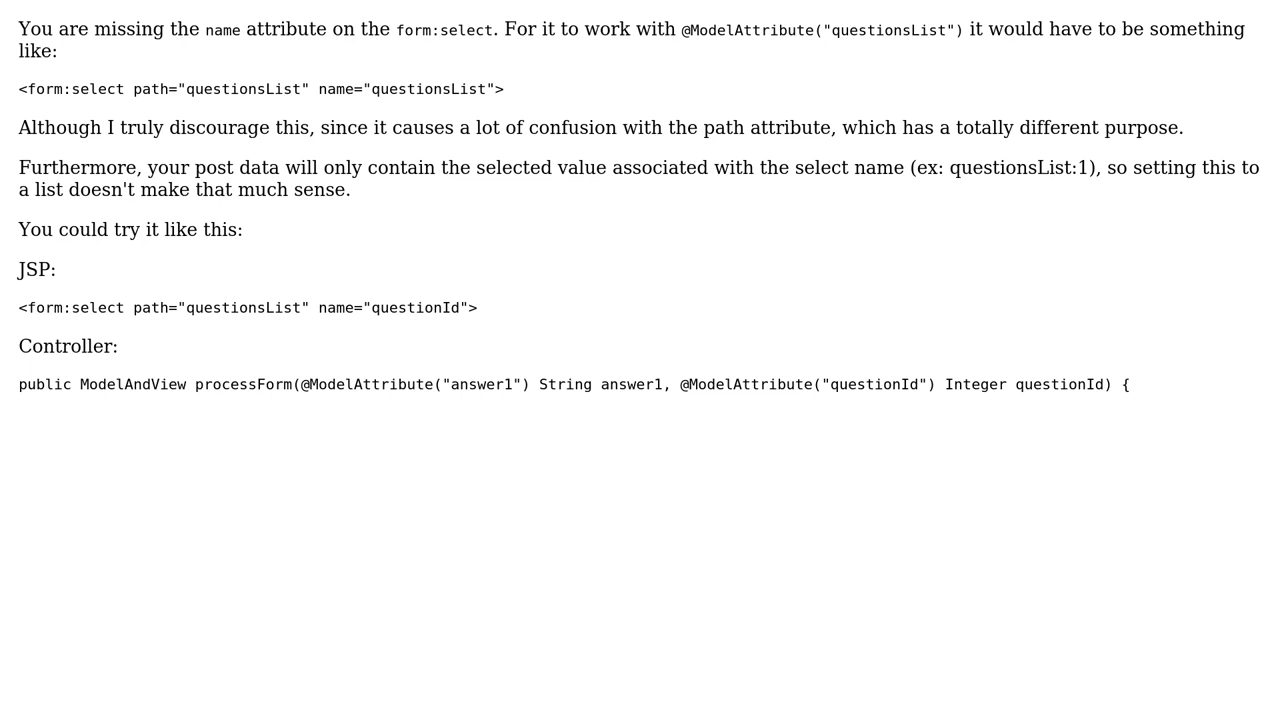 You are missing the name attribute on the form:select. For it to work with @ModelAttribute("questionsList") it would have to be something
like:
<form:select path="questionsList" name="questionsList">
Although I truly discourage this, since it causes a lot of confusion with the path attribute, which has a totally different purpose.
Furthermore, your post data will only contain the selected value associated with the select name (ex: questionsList:1), so setting this to
a list doesn't make that much sense.
You could try it like this:
JSP:
<form:select path="questionsList" name="questionId">
Controller:
public ModelAndView processForm(@ModelAttribute("answer1") String answer1, @ModelAttribute("questionId") Integer questionId) {